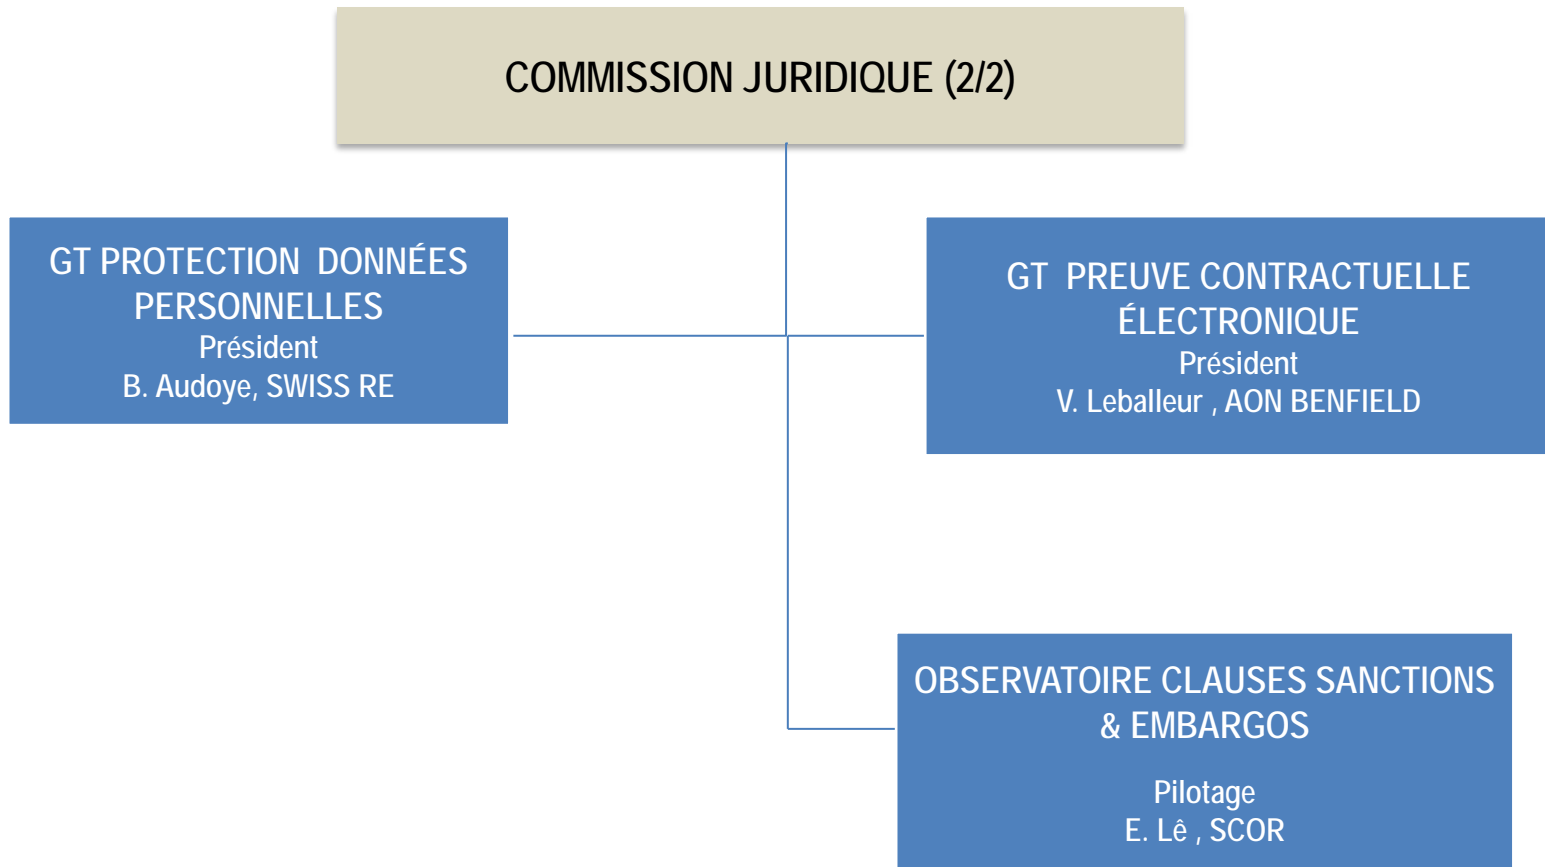 COMMISSION JURIDIQUE (2/2)
GT PROTECTION DONNÉES
PERSONNELLES
Président
B. Audoye, SWISS RE
GT PREUVE CONTRACTUELLE
ÉLECTRONIQUE
Président
V. Leballeur , AON BENFIELD
OBSERVATOIRE CLAUSES SANCTIONS
& EMBARGOS
Pilotage
E. Lê , SCOR